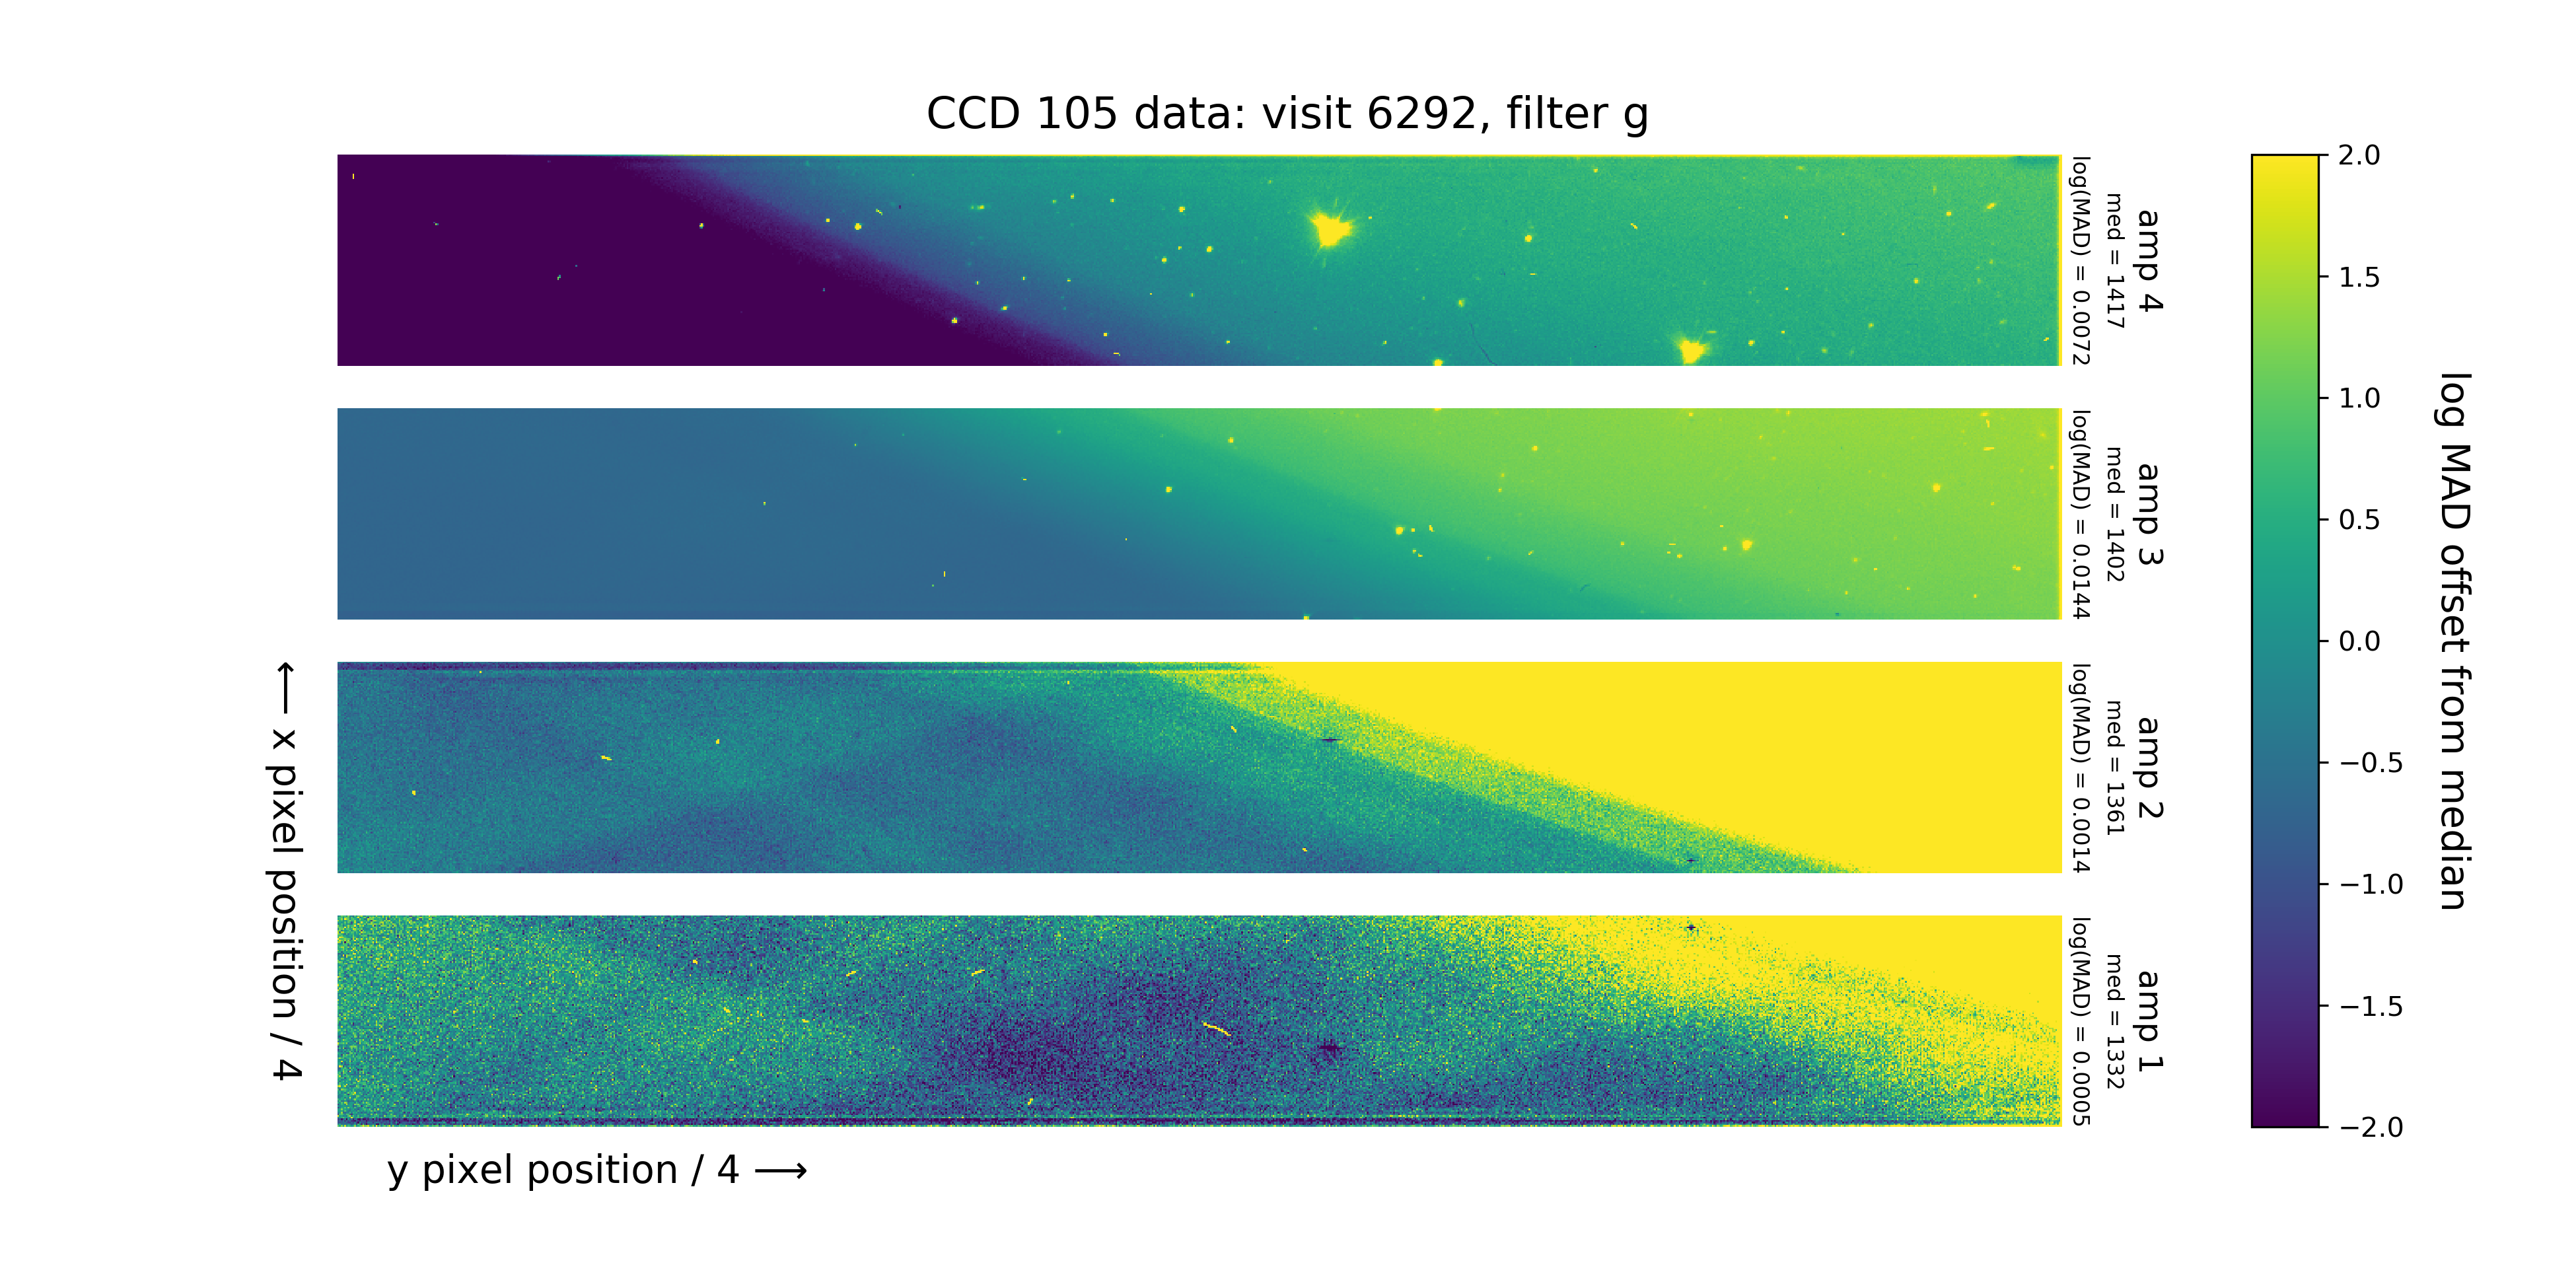 CCD 105 data: visit 6292, filter g
amp 4
med = 1417
log(MAD) = 0.0072
amp 3
med = 1402
log(MAD) = 0.0144
amp 2
med = 1361
log(MAD) = 0.0014
amp 1
med = 1332
log(MAD) = 0.0005
⟵ x pixel position / 4
y pixel position / 4 ⟶
2.0
1.5
1.0
0.5
0.0
−0.5
−1.0
−1.5
−2.0
log MAD offset from median